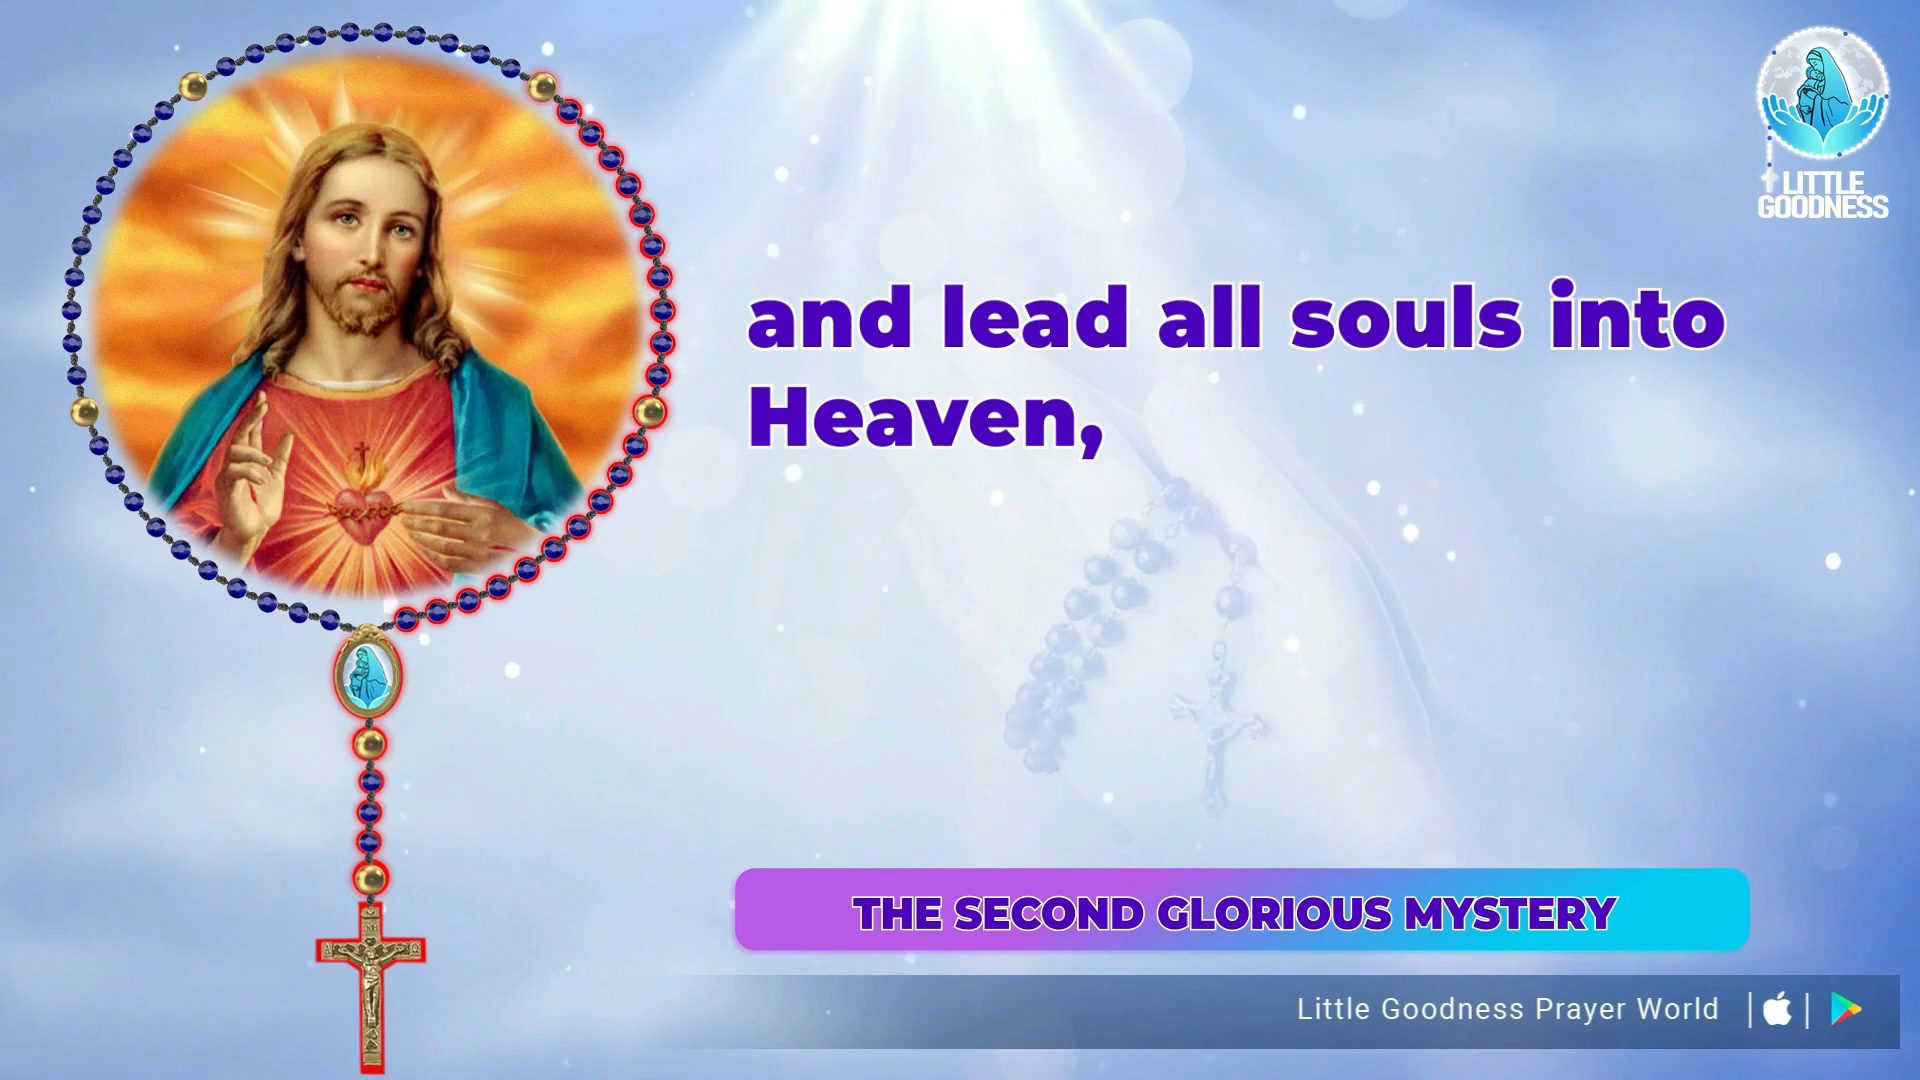 LITTLE
GOODNESS
and lead all souls into
Heaven,
THE SECOND GLORIOUS MYSTERY
Little Goodness Prayer World